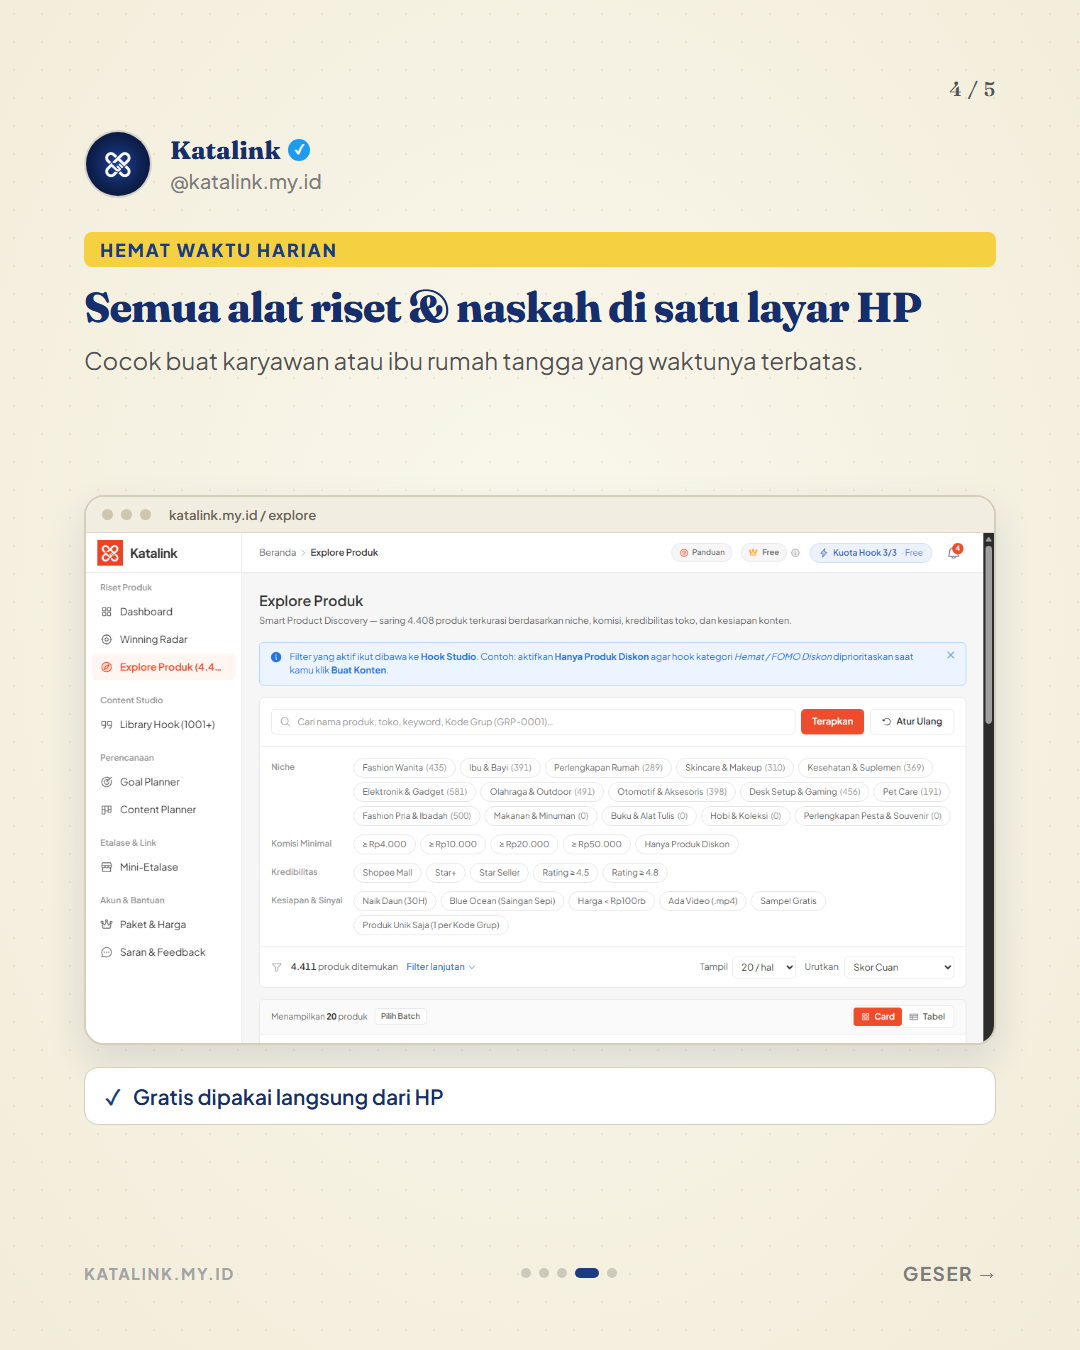 4 / 5
Katalink
@katalink.my.id
HEMAT WAKTU HARIAN
Semua alat riset & naskah di satu layar HP
Cocok buat karyawan atau ibu rumah tangga yang waktunya terbatas.
katalink.my.id / explore
Katalink
Beranda > Explore Produk
Panduan
Free
Kuota Hook 3/3 · Free
4
Riset Produk
Dashboard
Winning Radar
Explore Produk (4.4...
Content Studio
Library Hook (1001+)
Perencanaan
Goal Planner
Content Planner
Etalase & Link
Mini-Etalase
Akun & Bantuan
Paket & Harga
Saran & Feedback
Explore Produk
Smart Product Discovery — saring 4.408 produk terkurasi berdasarkan niche, komisi, kredibilitas toko, dan kesiapan konten.
Filter yang aktif ikut dibawa ke Hook Studio. Contoh: aktifkan Hanya Produk Diskon agar hook kategori Hemat / FOMO Diskon diprioritaskan saat
kamu klik Buat Konten.
Cari nama produk, toko, keyword, Kode Grup (GRP-0001)...
Terapkan
Atur Ulang
Niche
Fashion Wanita (435) Ibu & Bayi (391) Perlengkapan Rumah (289) Skincare & Makeup (310) Kesehatan & Suplemen (369)
Elektronik & Gadget (581) Olahraga & Outdoor (491) Otomotif & Aksesoris (398) Desk Setup & Gaming (456) Pet Care (191)
Fashion Pria & Ibadah (500) Makanan & Minuman (0) Buku & Alat Tulis (0) Hobi & Koleksi (0) Perlengkapan Pesta & Souvenir (0)
Komisi Minimal ≥ Rp4.000 ≥ Rp10.000 ≥ Rp20.000 ≥ Rp50.000 Hanya Produk Diskon
Kredibilitas Shopee Mall Star+ Star Seller Rating ≥ 4.5 Rating ≥ 4.8
Kesiapan & Sinyal Naik Daun (30H) Blue Ocean (Saingan Sepi) Harga < Rp100rb Ada Video (.mp4) Sampel Gratis
Produk Unik Saja (1 per Kode Grup)
4.411 produk ditemukan Filter lanjutan
Tampil 20 / hal Urutkan Skor Cuan
Menampilkan 20 produk Pilih Batch
Card Tabel
✓ Gratis dipakai langsung dari HP
KATALINK.MY.ID
GESER →